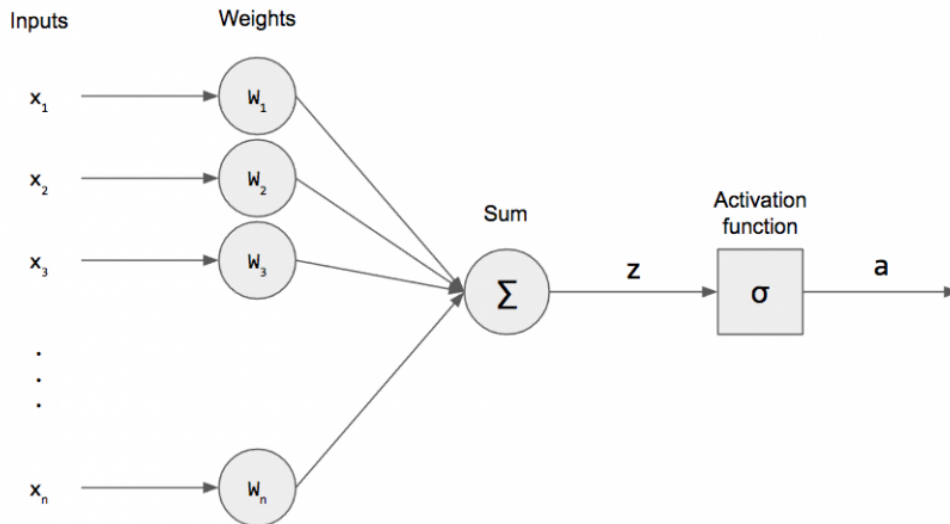 Inputs
Weights
x₁
W₁
x₂
W₂
Sum
Activation
function
x₃
W₃
Σ
z
σ
a
.
.
.
xₙ
Wₙ